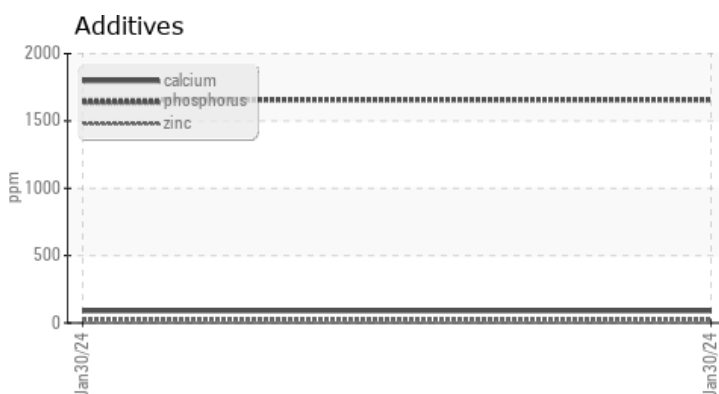 Additives
2000
calcium
phosphorus
1500
zinc
1000
ppm
500
0
Jan30/24
Jan30/24